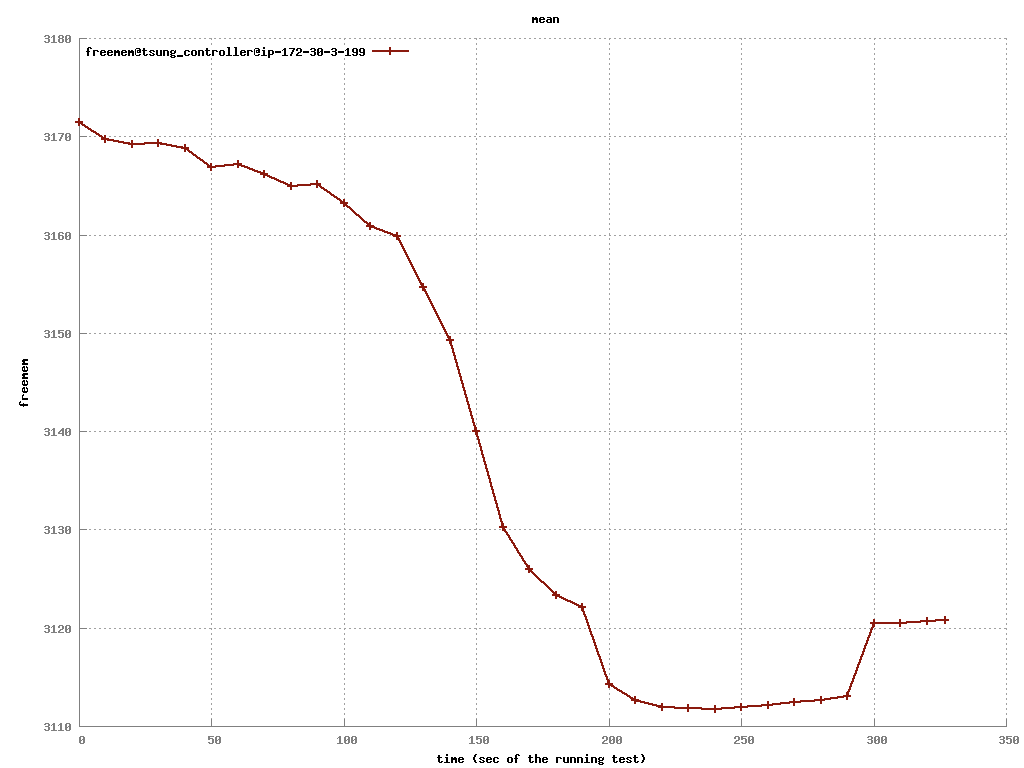 mean
freemem@tsung_controller@ip-172-30-3-199
3180
3170
3160
3150
3140
3130
3120
3110
freemem
0 50 100 150 200 250 300 350
time (sec of the running test)